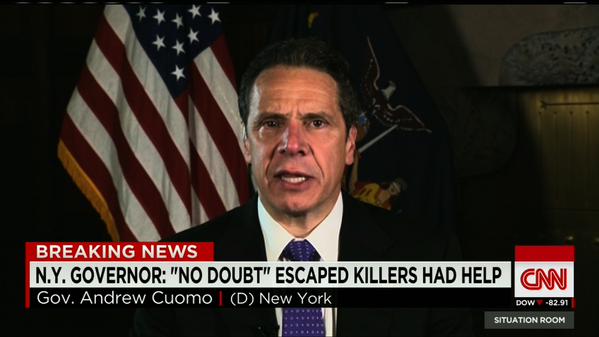 BREAKING NEWS
N.Y. GOVERNOR: "NO DOUBT" ESCAPED KILLERS HAD HELP
Gov. Andrew Cuomo (D) New York
CNN
DOW -82.91
SITUATION ROOM